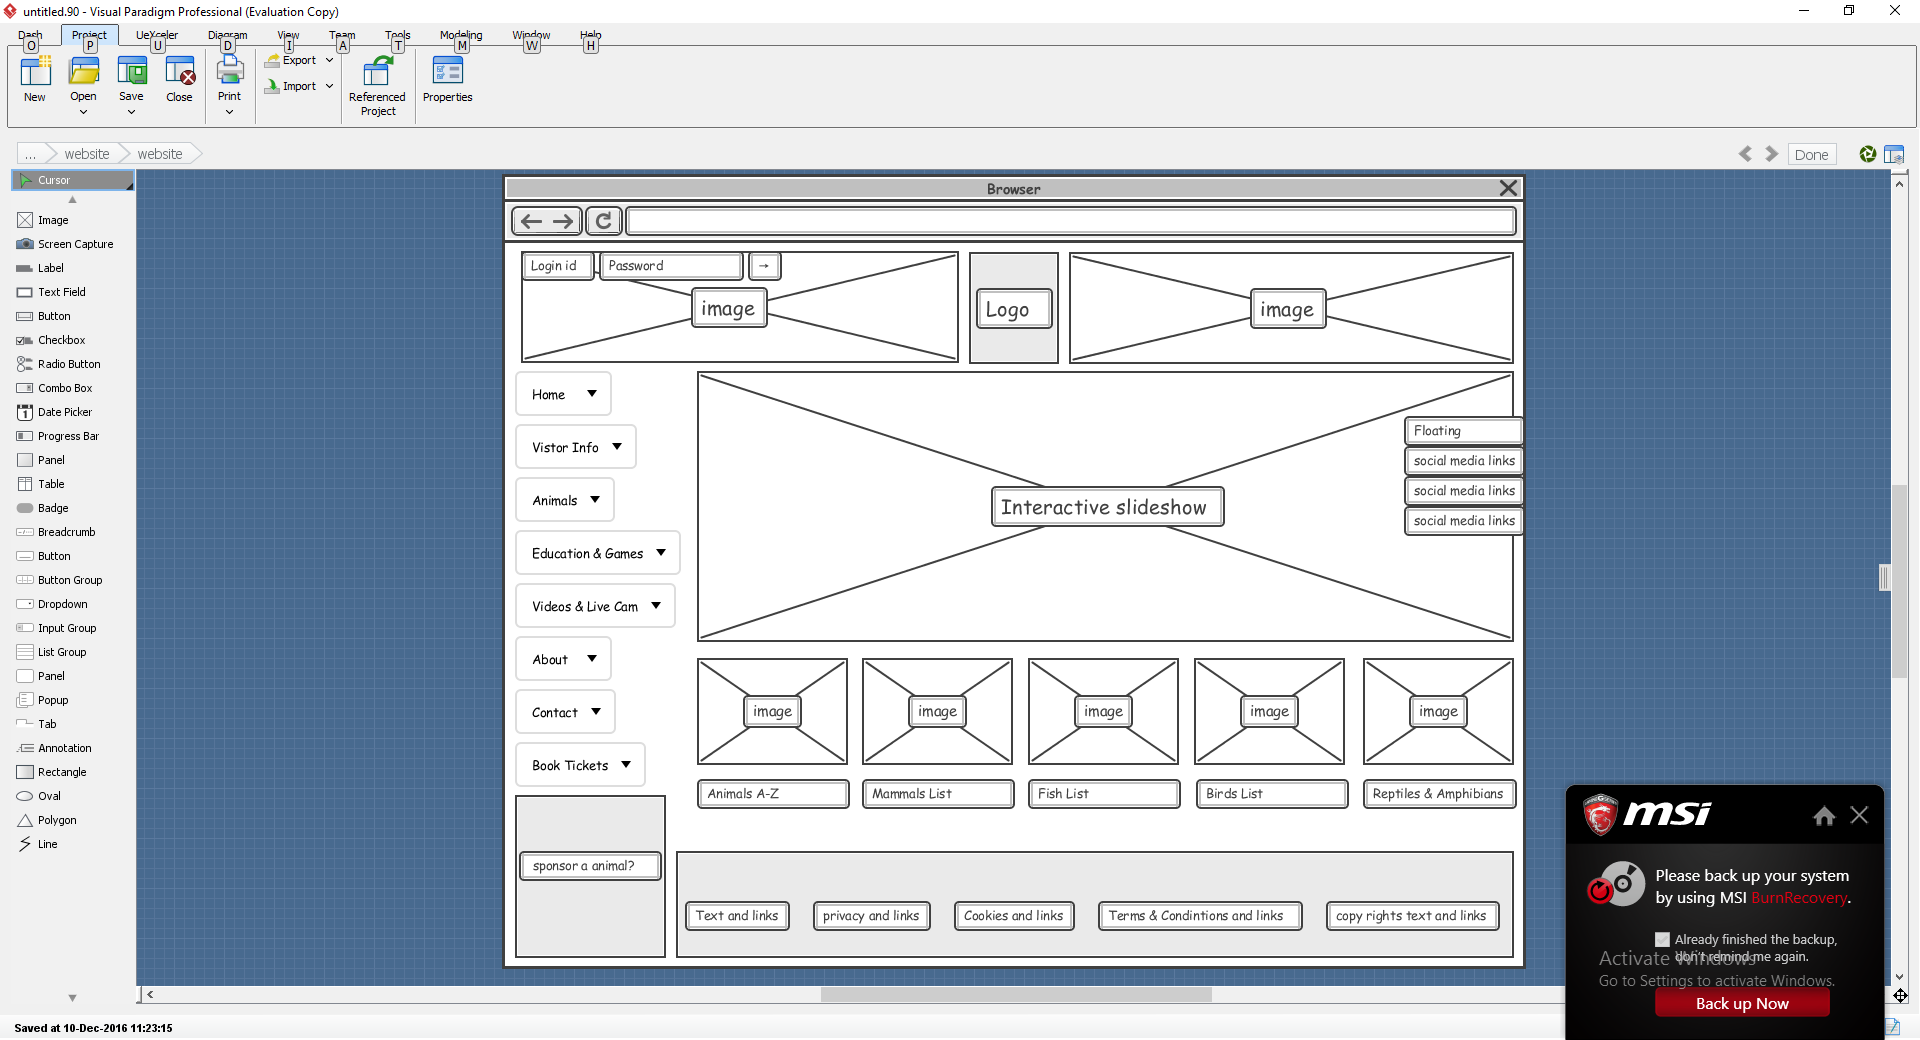 untitled.90 - Visual Paradigm Professional (Evaluation Copy)
Dash Project UeXceler Diagram View Team Tools Modeling Window Help
O P U D I A T M W H
New Open Save Close Print Export Import Referenced Project Properties
... website website Done
Cursor
Image
Screen Capture
Label
Text Field
Button
Checkbox
Radio Button
Combo Box
Date Picker
Progress Bar
Panel
Table
Badge
Breadcrumb
Button
Button Group
Dropdown
Input Group
List Group
Panel
Popup
Tab
Annotation
Rectangle
Oval
Polygon
Line
Browser
Login id Password →
image Logo image
Home
Vistor Info
Animals
Education & Games
Videos & Live Cam
About
Contact
Book Tickets
Interactive slideshow
Floating
social media links
social media links
social media links
image image image image image
Animals A-Z Mammals List Fish List Birds List Reptiles & Amphibians
sponsor a animal?
Text and links privacy and links Cookies and links Terms & Condintions and links copy rights text and links
msi
Please back up your system
by using MSI BurnRecovery.
Already finished the backup,
don't remind me again.
Activate Windows
Go to Settings to activate Windows.
Back up Now
Saved at 10-Dec-2016 11:23:15